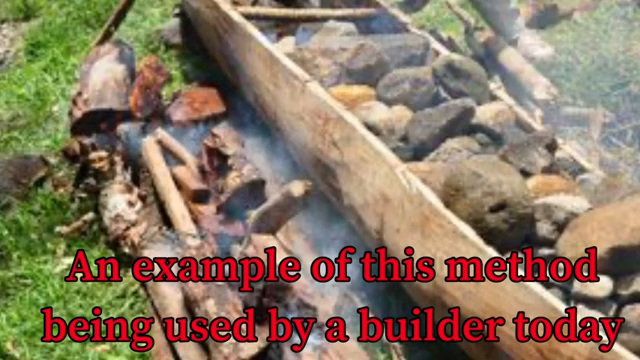 An example of this method
being used by a builder today